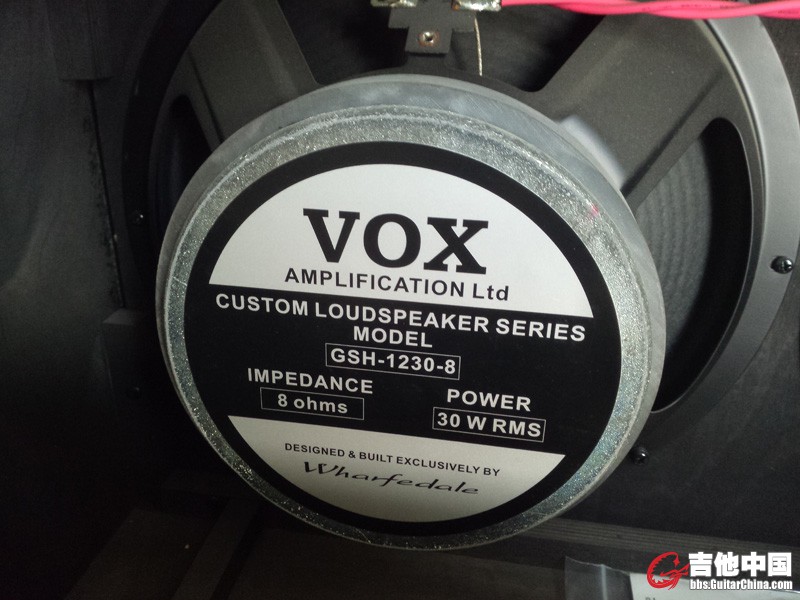 VOX
AMPLIFICATION Ltd
CUSTOM LOUDSPEAKER SERIES
MODEL
GSH-1230-8
IMPEDANCE
8 ohms
POWER
30 W RMS
DESIGNED & BUILT EXCLUSIVELY BY
Wharfedale
吉他中国
bbs.GuitarChina.com